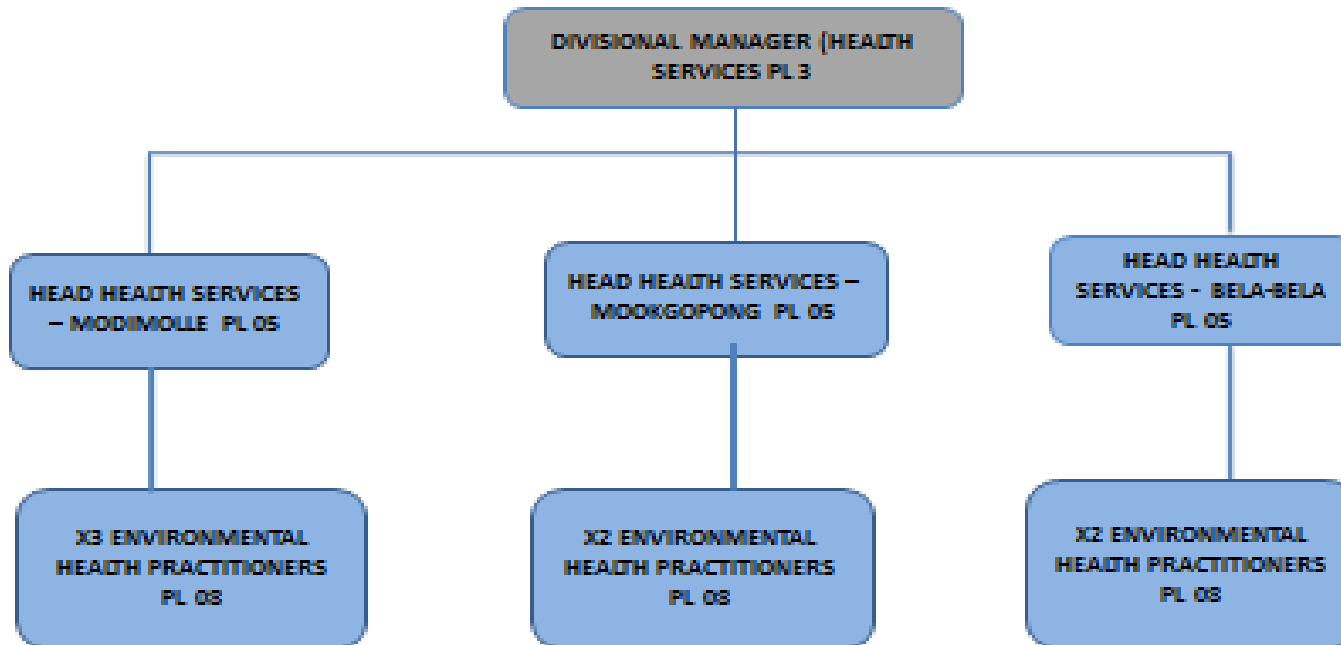 DIVISIONAL MANAGER (HEALTH
SERVICES PL 3
HEAD HEALTH SERVICES
– MODIMOLLE PL 05
HEAD HEALTH SERVICES –
MOOKGOPONG PL 05
HEAD HEALTH
SERVICES - BELA-BELA
PL 05
X3 ENVIRONMENTAL
HEALTH PRACTITIONERS
PL 08
X2 ENVIRONMENTAL
HEALTH PRACTITIONERS
PL 08
X2 ENVIRONMENTAL
HEALTH PRACTITIONERS
PL 08